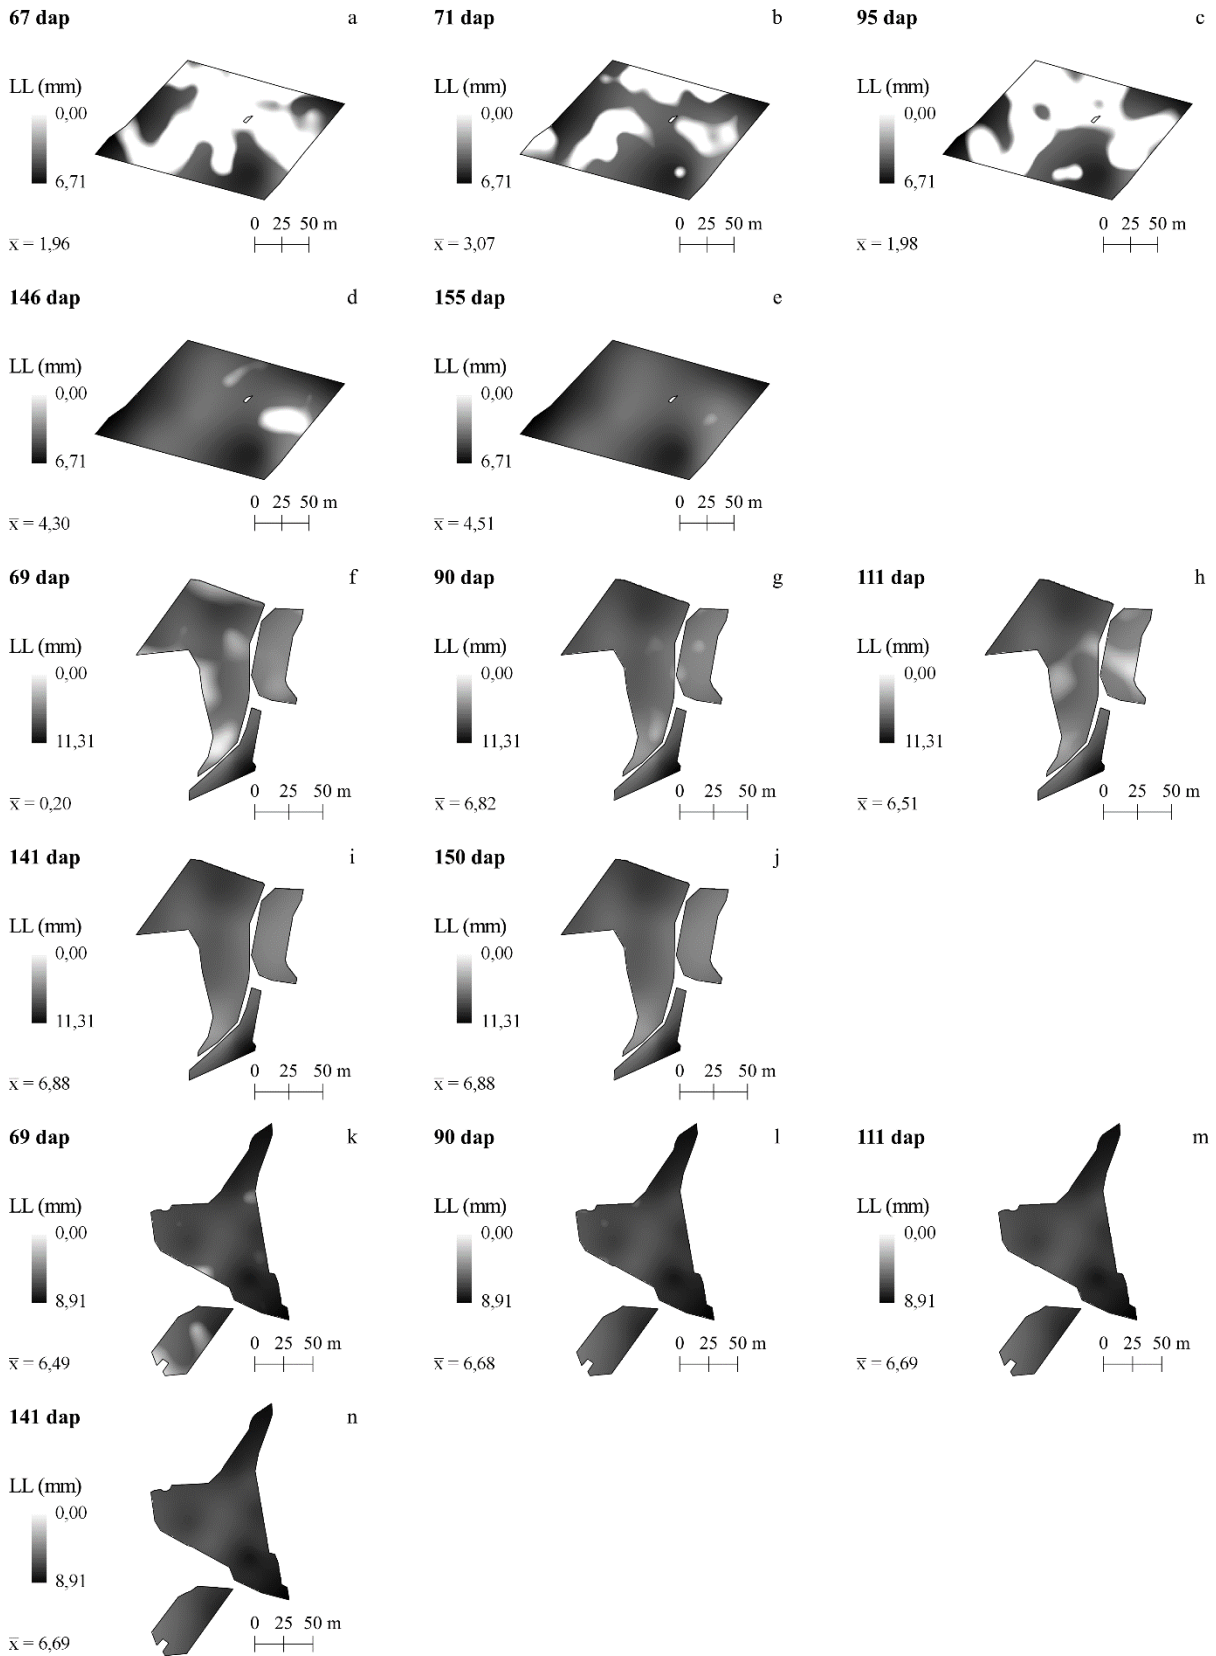 67 dap a
LL (mm)
0,00
6,71
0 25 50 m
x̅ = 1,96
71 dap b
LL (mm)
0,00
6,71
0 25 50 m
x̅ = 3,07
95 dap c
LL (mm)
0,00
6,71
0 25 50 m
x̅ = 1,98
146 dap d
LL (mm)
0,00
6,71
0 25 50 m
x̅ = 4,30
155 dap e
LL (mm)
0,00
6,71
0 25 50 m
x̅ = 4,51
69 dap f
LL (mm)
0,00
11,31
0 25 50 m
x̅ = 0,20
90 dap g
LL (mm)
0,00
11,31
0 25 50 m
x̅ = 6,82
111 dap h
LL (mm)
0,00
11,31
0 25 50 m
x̅ = 6,51
141 dap i
LL (mm)
0,00
11,31
0 25 50 m
x̅ = 6,88
150 dap j
LL (mm)
0,00
11,31
0 25 50 m
x̅ = 6,88
69 dap k
LL (mm)
0,00
8,91
0 25 50 m
x̅ = 6,49
90 dap l
LL (mm)
0,00
8,91
0 25 50 m
x̅ = 6,68
111 dap m
LL (mm)
0,00
8,91
0 25 50 m
x̅ = 6,69
141 dap n
LL (mm)
0,00
8,91
0 25 50 m
x̅ = 6,69